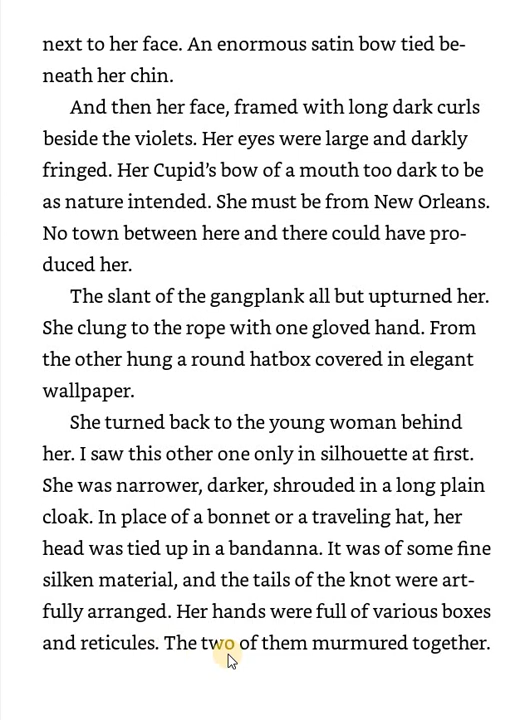 next to her face. An enormous satin bow tied be-
neath her chin.
And then her face, framed with long dark curls
beside the violets. Her eyes were large and darkly
fringed. Her Cupid’s bow of a mouth too dark to be
as nature intended. She must be from New Orleans.
No town between here and there could have pro-
duced her.
The slant of the gangplank all but upturned her.
She clung to the rope with one gloved hand. From
the other hung a round hatbox covered in elegant
wallpaper.
She turned back to the young woman behind
her. I saw this other one only in silhouette at first.
She was narrower, darker, shrouded in a long plain
cloak. In place of a bonnet or a traveling hat, her
head was tied up in a bandanna. It was of some fine
silken material, and the tails of the knot were art-
fully arranged. Her hands were full of various boxes
and reticules. The two of them murmured together.